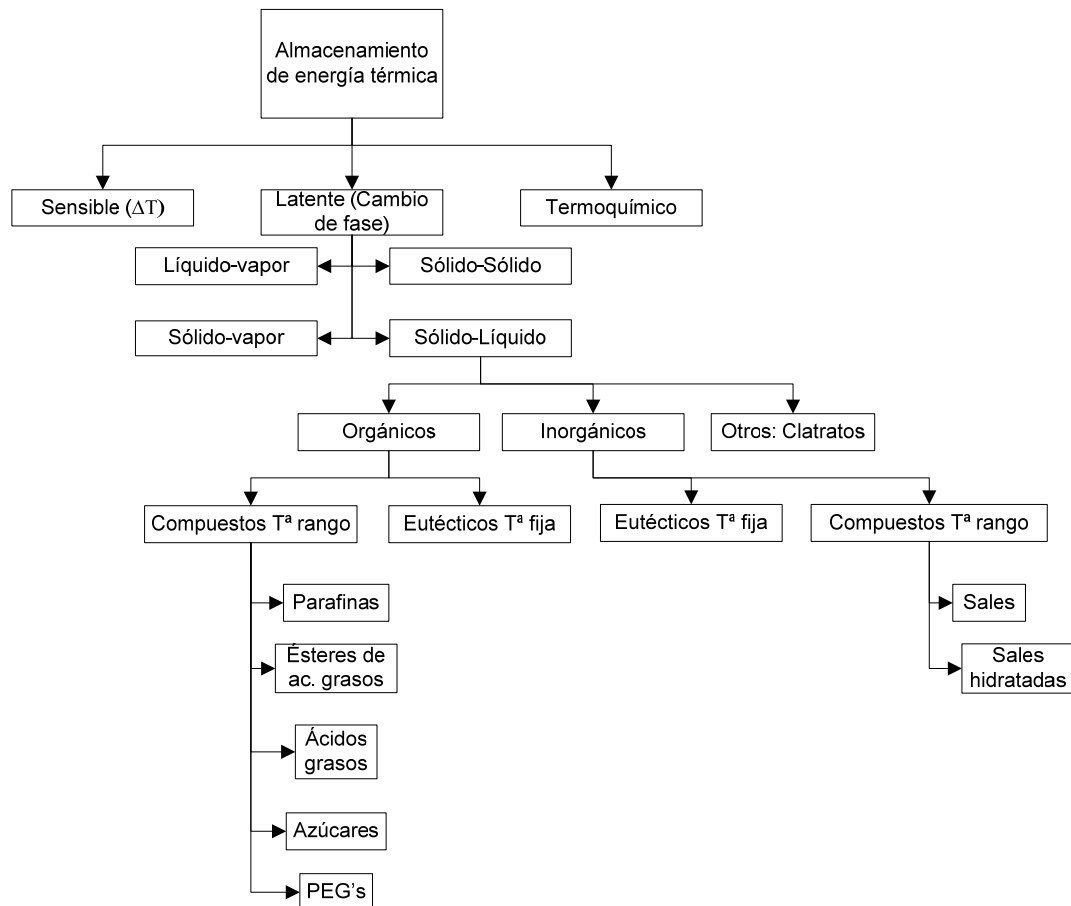 Almacenamiento
de energía térmica
Sensible (ΔT)
Latente (Cambio
de fase)
Termoquímico
Líquido-vapor
Sólido-Sólido
Sólido-vapor
Sólido-Líquido
Orgánicos
Inorgánicos
Otros: Clatratos
Compuestos Tª rango
Eutécticos Tª fija
Eutécticos Tª fija
Compuestos Tª rango
Parafinas
Sales
Ésteres de
ac. grasos
Sales
hidratadas
Ácidos
grasos
Azúcares
PEG’s